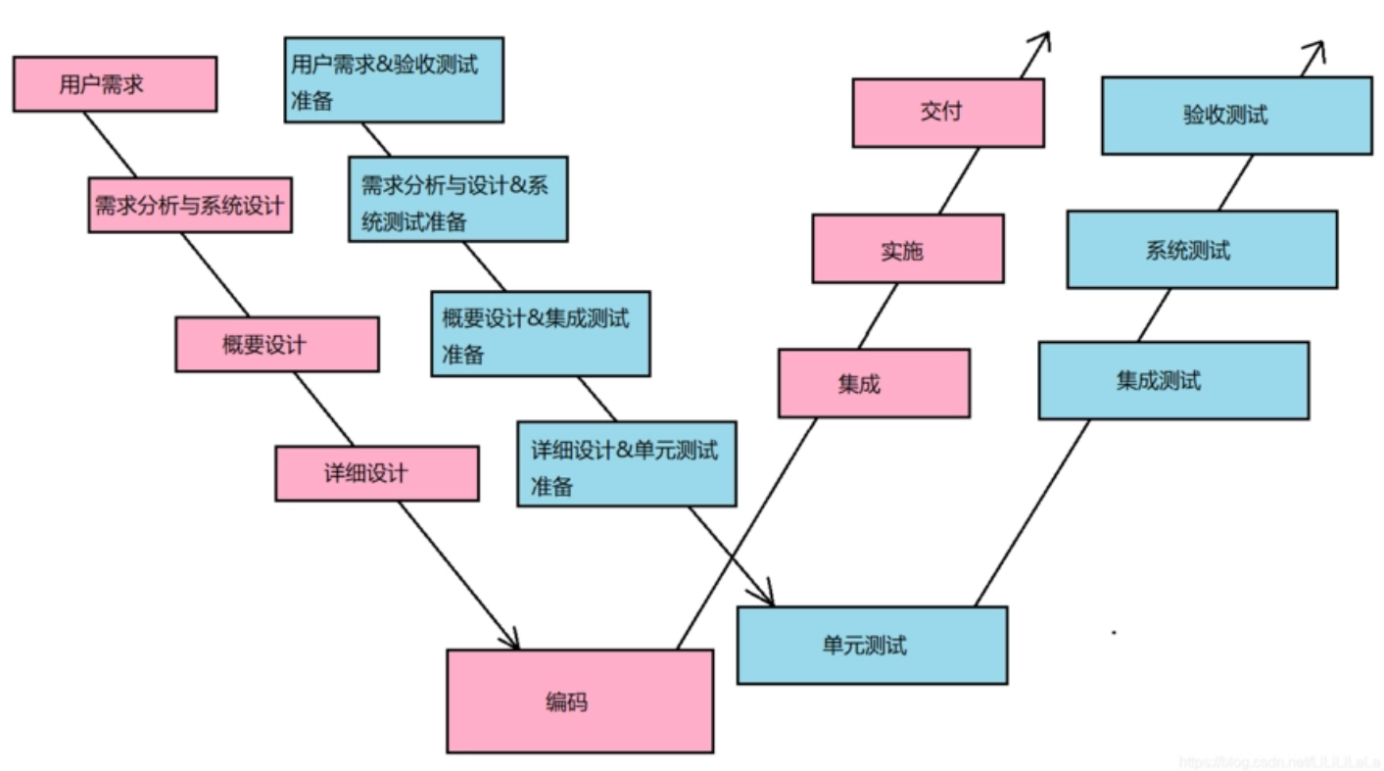 用户需求
需求分析与系统设计
概要设计
详细设计
编码
用户需求&验收测试
准备
需求分析与设计&系
统测试准备
概要设计&集成测试
准备
详细设计&单元测试
准备
交付
实施
集成
验收测试
系统测试
集成测试
单元测试